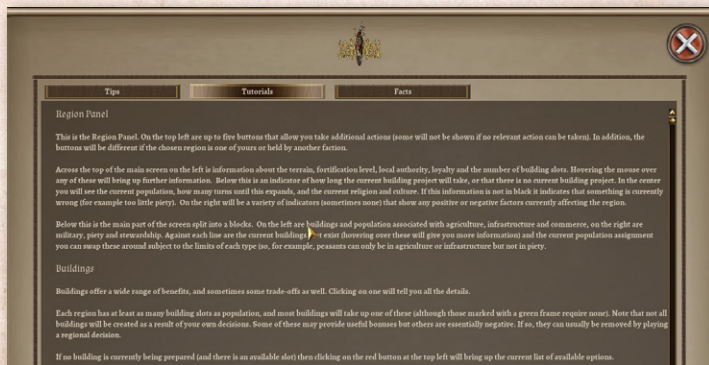 Tips
Tutorials
Facts
Region Panel
This is the Region Panel. On the top left are up to five buttons that allow you take additional actions (some will not be shown if no relevant action can be taken). In addition, the
buttons will be different if the chosen region is one of yours or held by another faction.
Across the top of the main screen on the left is information about the terrain, fortification level, local authority, loyalty and the number of building slots. Hovering the mouse over
any of these will bring up further information. Below this is an indicator of how long the current building project will take, or that there is no current building project. In the center
you will see the current population, how many turns until this expands, and the current religion and culture. If this information is not in black it indicates that something is currently
wrong (for example too little piety). On the right will be a variety of indicators (sometimes none) that show any positive or negative factors currently affecting the region.
Below this is the main part of the screen split into 2 blocks. On the left are buildings and population associated with agriculture, infrastructure and commerce, on the right are
military, piety and stewardship. Against each line are the current buildings exist (hovering over these will give you more information) and the current population assignment
you can swap these around subject to the limits of each type (so, for example, peasants can only be in agriculture or infrastructure but not in piety.
Buildings
Buildings offer a wide range of benefits, and sometimes some trade-offs as well. Clicking on one will tell you all the details.
Each region has at least as many building slots as population, and most buildings will take up one of these (although those marked with a green frame require none). Note that not all
buildings will be created as a result of your own decisions. Some of these may provide useful bonuses but others are essentially negative. If so, they can usually be removed by playing
a regional decision.
If no building is currently being prepared (and there is an available slot) then clicking on the red button at the top left will bring up the current list of available options.